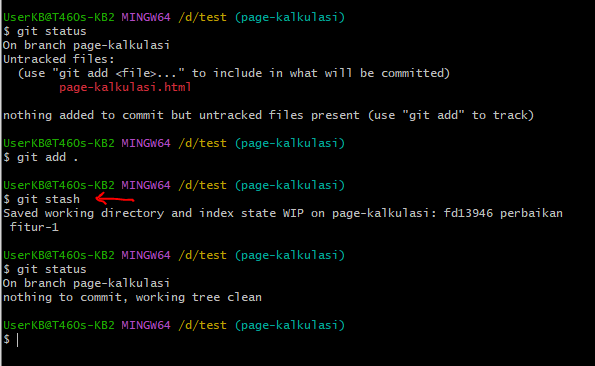 UserKB@T460s-KB2 MINGW64 /d/test (page-kalkulasi)
$ git status
On branch page-kalkulasi
Untracked files:
  (use "git add <file>..." to include in what will be committed)
        page-kalkulasi.html

nothing added to commit but untracked files present (use "git add" to track)

UserKB@T460s-KB2 MINGW64 /d/test (page-kalkulasi)
$ git add .

UserKB@T460s-KB2 MINGW64 /d/test (page-kalkulasi)
$ git stash
Saved working directory and index state WIP on page-kalkulasi: fd13946 perbaikan
 fitur-1

UserKB@T460s-KB2 MINGW64 /d/test (page-kalkulasi)
$ git status
On branch page-kalkulasi
nothing to commit, working tree clean

UserKB@T460s-KB2 MINGW64 /d/test (page-kalkulasi)
$